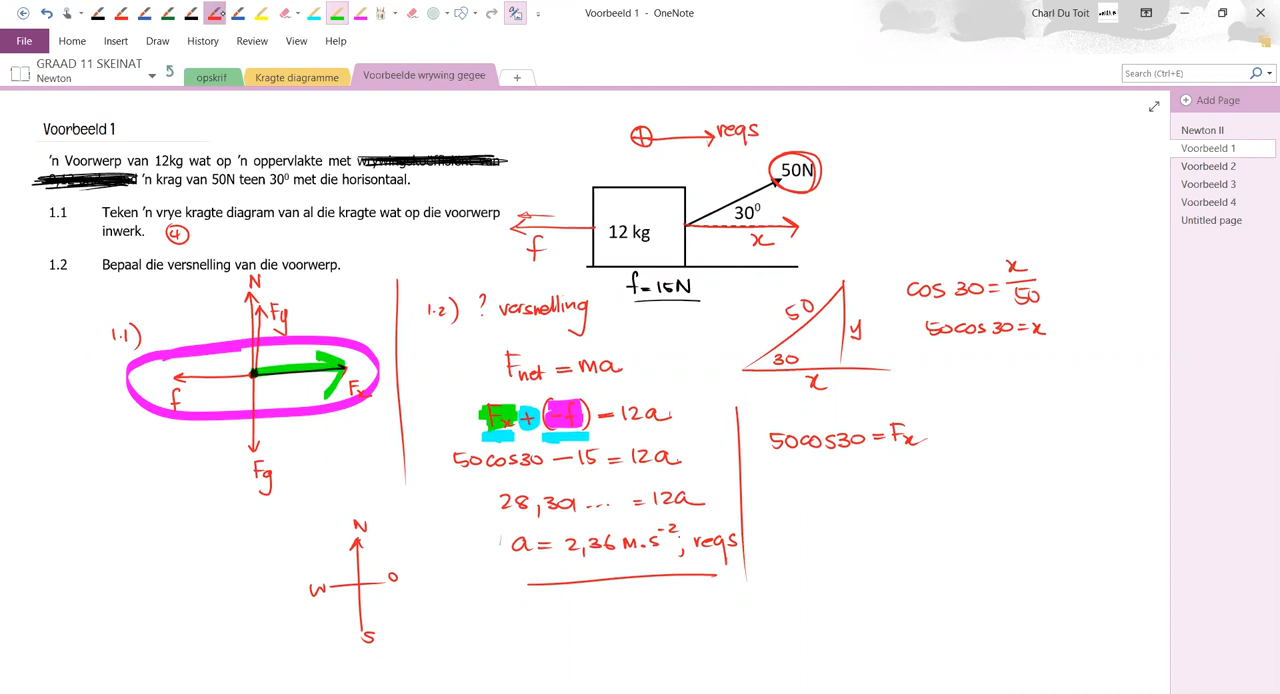 Voorbeeld 1 - OneNote
Charl Du Toit
File Home Insert Draw History Review View Help
GRAAD 11 SKEINAT
Newton
opskrif
Kragte diagramme
Voorbeelde wrywing gegee
Search (Ctrl+E)
Add Page
Newton II
Voorbeeld 1
Voorbeeld 2
Voorbeeld 3
Voorbeeld 4
Untitled page
Voorbeeld 1
'n Voorwerp van 12kg wat op 'n oppervlakte met
'n krag van 50N teen 30⁰ met die horisontaal.
1.1 Teken 'n vrye kragte diagram van al die kragte wat op die voorwerp
inwerk. 4
1.2 Bepaal die versnelling van die voorwerp.
+ regs
50N
30⁰
12 kg
f
x
f = 15N
1.1)
N
Fy
f
Fx
Fg
N
W O
S
1.2) ? versnelling
Fnet = ma
Fx + (-f) = 12a
50cos30 - 15 = 12a
28,301 ... = 12a
a = 2,36 m.s⁻²; regs
50
y
30
x
cos 30 = x/50
50cos 30 = x
50cos30 = Fx